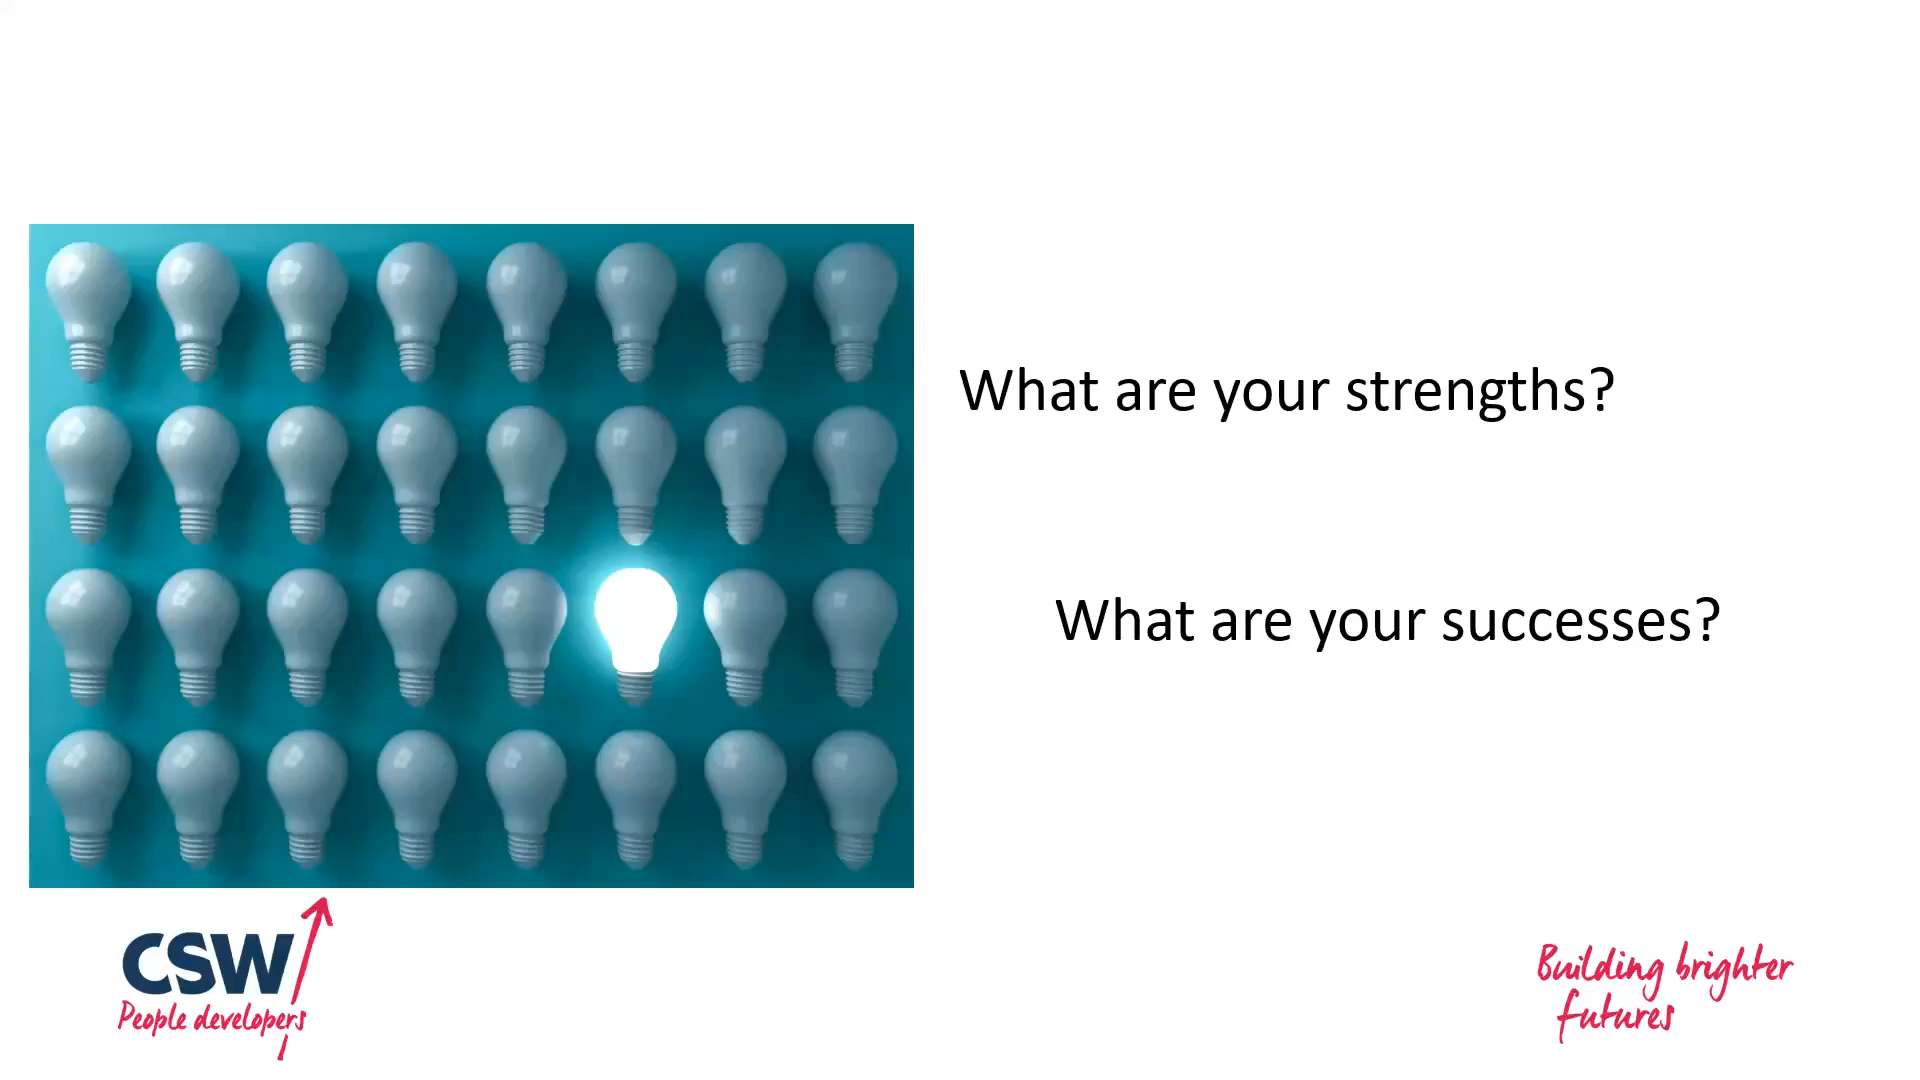 What are your strengths?
What are your successes?
CSW
People developers
Building brighter
futures